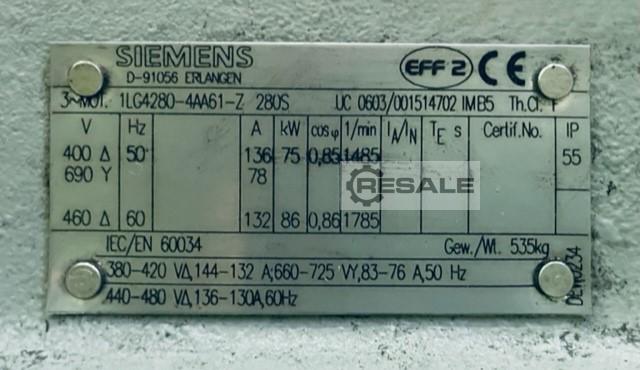 SIEMENS
D-91056 ERLANGEN
EFF2 CE
3~MOT. 1LG4280-4AA61-Z 280S UC 0603/001514702 IMB5 Th.Cl. F
V Hz A kW cosφ 1/min IA/IN TE s Certif.No. IP
400 Δ 50 136 75 0,85 1485 55
690 Y 78
RESALE
460 Δ 60 132 86 0,86 1785
IEC/EN 60034 Gew./Wt. 535kg
380-420 VΔ,144-132 A;660-725 VY,83-76 A,50 Hz
440-480 VΔ,136-130A,60Hz